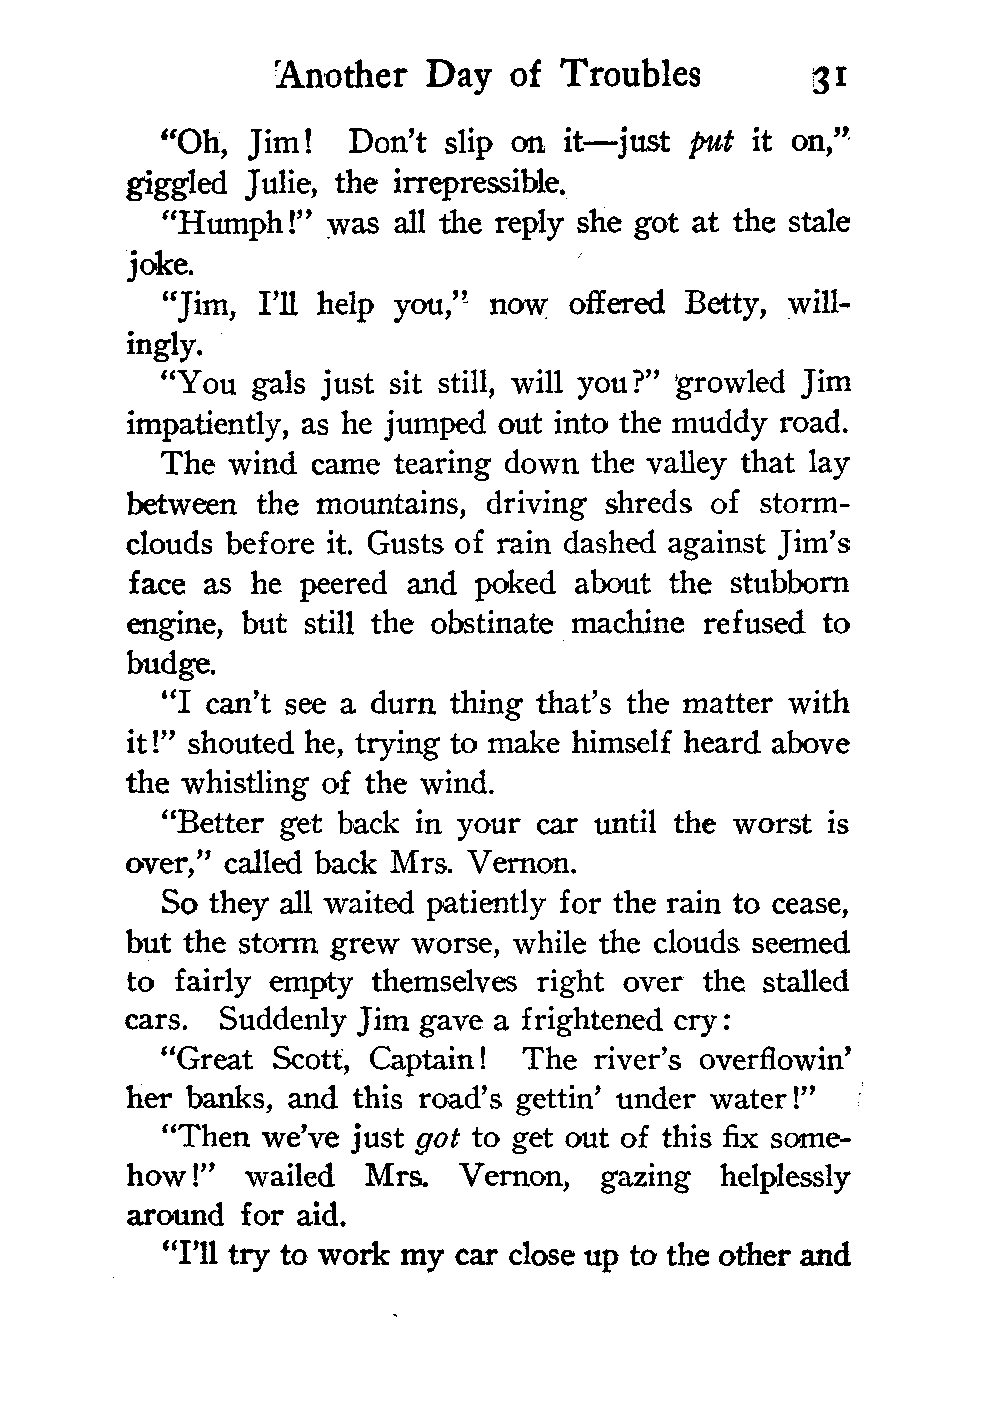 Another Day of Troubles 31
“Oh, Jim! Don’t slip on it—just put it on,”
giggled Julie, the irrepressible.
“Humph!” was all the reply she got at the stale
joke.
“Jim, I’ll help you,” now offered Betty, will-
ingly.
“You gals just sit still, will you?” growled Jim
impatiently, as he jumped out into the muddy road.
The wind came tearing down the valley that lay
between the mountains, driving shreds of storm-
clouds before it. Gusts of rain dashed against Jim’s
face as he peered and poked about the stubborn
engine, but still the obstinate machine refused to
budge.
“I can’t see a durn thing that’s the matter with
it!” shouted he, trying to make himself heard above
the whistling of the wind.
“Better get back in your car until the worst is
over,” called back Mrs. Vernon.
So they all waited patiently for the rain to cease,
but the storm grew worse, while the clouds seemed
to fairly empty themselves right over the stalled
cars. Suddenly Jim gave a frightened cry:
“Great Scott, Captain! The river’s overflowin’
her banks, and this road’s gettin’ under water!”
“Then we’ve just got to get out of this fix some-
how!” wailed Mrs. Vernon, gazing helplessly
around for aid.
“I’ll try to work my car close up to the other and